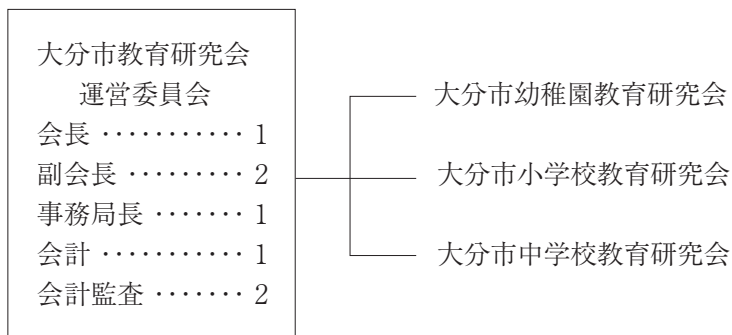 大分市教育研究会
運営委員会
会長 ··········· 1
副会長 ········· 2
事務局長 ······· 1
会計 ··········· 1
会計監査 ······· 2
大分市幼稚園教育研究会
大分市小学校教育研究会
大分市中学校教育研究会